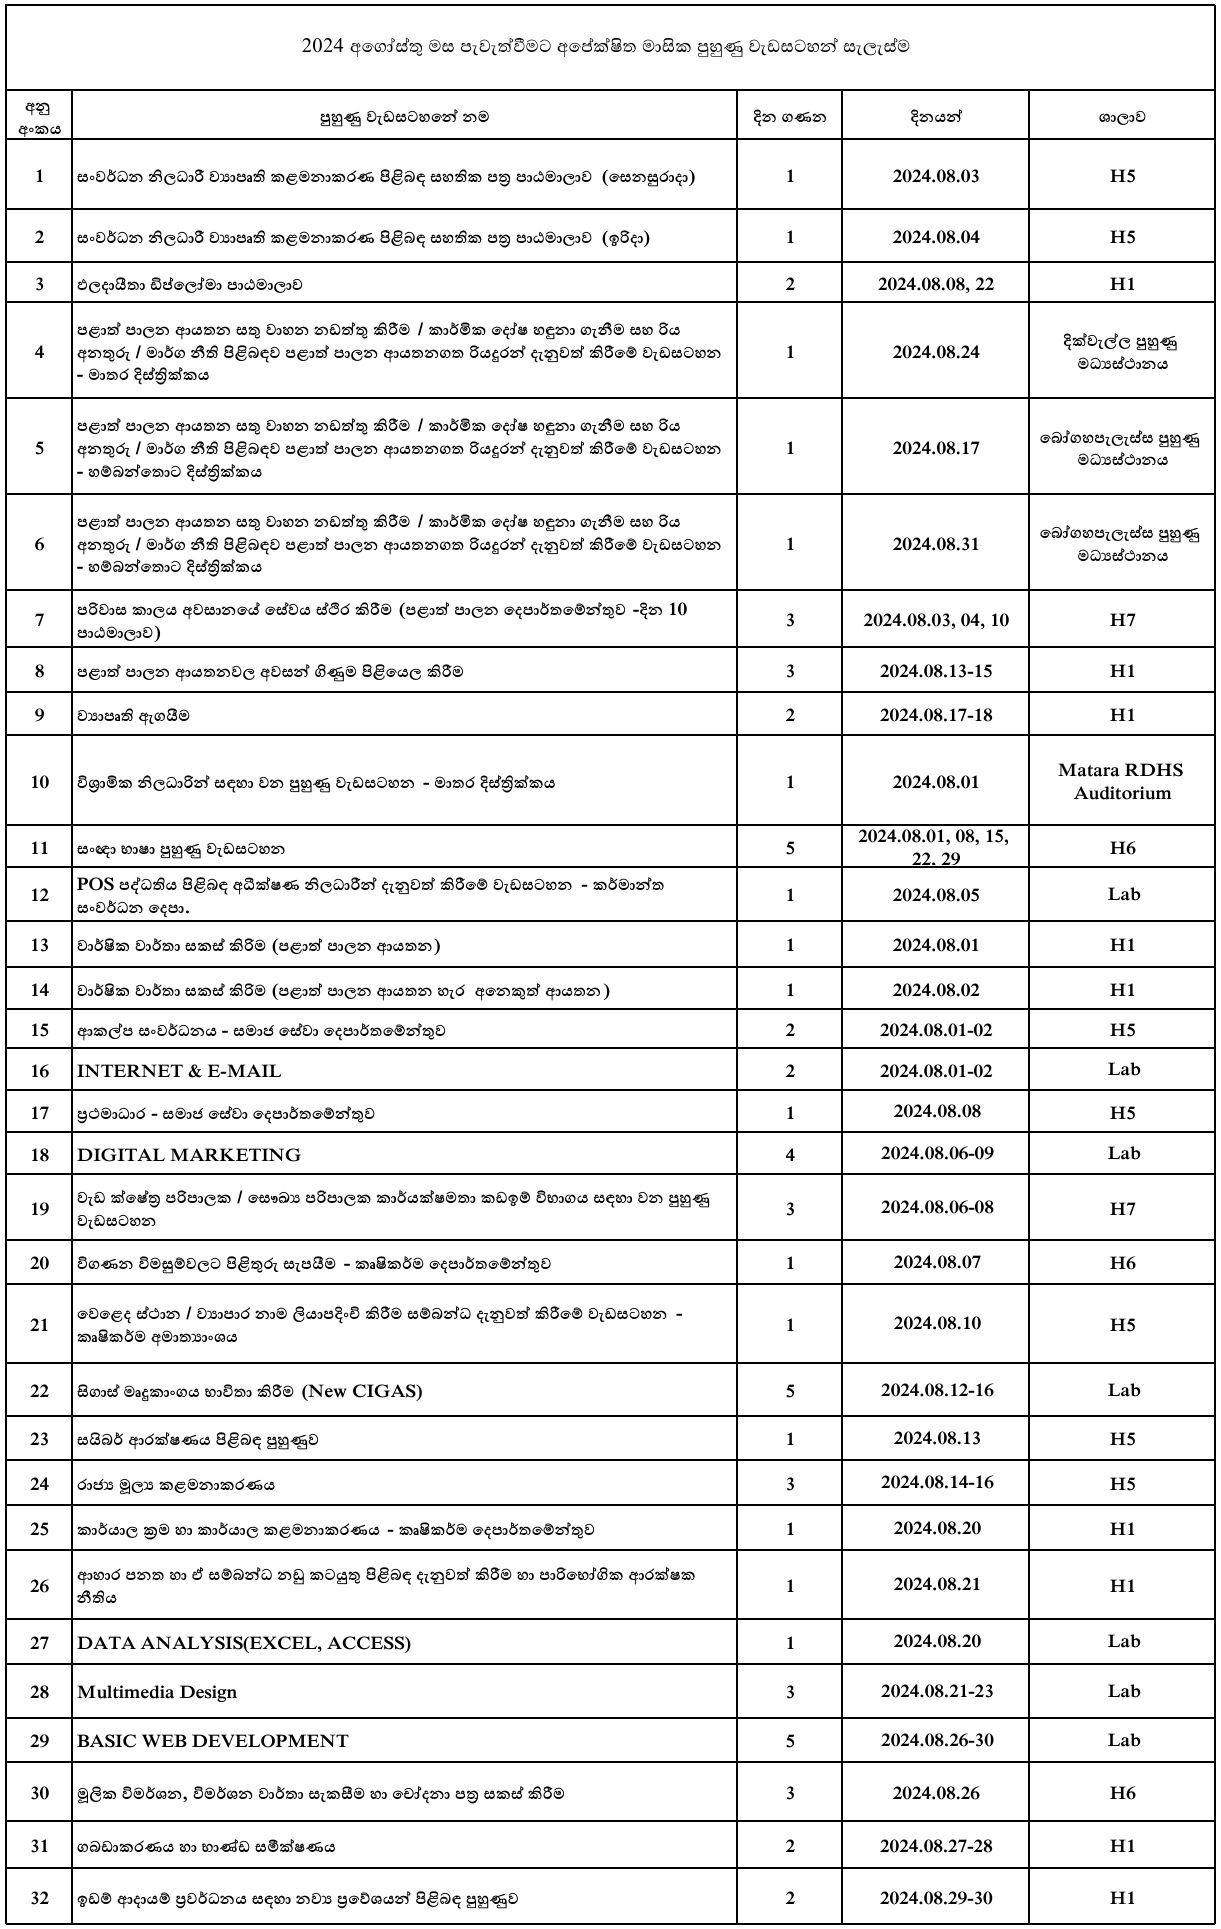 2024 අගෝස්තු මස පැවැත්වීමට අපේක්ෂිත මාසික පුහුණු වැඩසටහන් සැලැස්ම
අනු අංකය පුහුණු වැඩසටහනේ නම දින ගණන දිනයන් ශාලාව
1 සංවර්ධන නිලධාරී ව්‍යාපෘති කළමනාකරණ පිළිබඳ සහතික පත්‍ර පාඨමාලාව (සෙනසුරාදා) 1 2024.08.03 H5
2 සංවර්ධන නිලධාරී ව්‍යාපෘති කළමනාකරණ පිළිබඳ සහතික පත්‍ර පාඨමාලාව (ඉරිදා) 1 2024.08.04 H5
3 ඵලදායීතා ඩිප්ලෝමා පාඨමාලාව 2 2024.08.08, 22 H1
පළාත් පාලන ආයතන සතු වාහන නඩත්තු කිරීම / කාර්මික දෝෂ හඳුනා ගැනීම සහ රිය
4 අනතුරු / මාර්ග නීති පිළිබඳව පළාත් පාලන ආයතනගත රියදුරන් දැනුවත් කිරීමේ වැඩසටහන 1 2024.08.24 දික්වැල්ල පුහුණු මධ්‍යස්ථානය
- මාතර දිස්ත්‍රික්කය
පළාත් පාලන ආයතන සතු වාහන නඩත්තු කිරීම / කාර්මික දෝෂ හඳුනා ගැනීම සහ රිය
5 අනතුරු / මාර්ග නීති පිළිබඳව පළාත් පාලන ආයතනගත රියදුරන් දැනුවත් කිරීමේ වැඩසටහන 1 2024.08.17 බෝගහපැලැස්ස පුහුණු මධ්‍යස්ථානය
- හම්බන්තොට දිස්ත්‍රික්කය
පළාත් පාලන ආයතන සතු වාහන නඩත්තු කිරීම / කාර්මික දෝෂ හඳුනා ගැනීම සහ රිය
6 අනතුරු / මාර්ග නීති පිළිබඳව පළාත් පාලන ආයතනගත රියදුරන් දැනුවත් කිරීමේ වැඩසටහන 1 2024.08.31 බෝගහපැලැස්ස පුහුණු මධ්‍යස්ථානය
- හම්බන්තොට දිස්ත්‍රික්කය
7 පරිවාස කාලය අවසානයේ සේවය ස්ථිර කිරීම (පළාත් පාලන දෙපාර්තමේන්තුව -දින 10
පාඨමාලාව) 3 2024.08.03, 04, 10 H7
8 පළාත් පාලන ආයතනවල අවසන් ගිණුම පිළියෙල කිරීම 3 2024.08.13-15 H1
9 ව්‍යාපෘති ඇගයීම 2 2024.08.17-18 H1
10 විශ්‍රාමික නිලධාරින් සඳහා වන පුහුණු වැඩසටහන - මාතර දිස්ත්‍රික්කය 1 2024.08.01 Matara RDHS
Auditorium
11 සංඥා භාෂා පුහුණු වැඩසටහන 5 2024.08.01, 08, 15,
22, 29 H6
12 POS පද්ධතිය පිළිබඳ අධීක්ෂණ නිලධාරීන් දැනුවත් කිරීමේ වැඩසටහන - කර්මාන්ත
සංවර්ධන දෙපා. 1 2024.08.05 Lab
13 වාර්ෂික වාර්තා සකස් කිරිම (පළාත් පාලන ආයතන) 1 2024.08.01 H1
14 වාර්ෂික වාර්තා සකස් කිරිම (පළාත් පාලන ආයතන හැර අනෙකුත් ආයතන) 1 2024.08.02 H1
15 ආකල්ප සංවර්ධනය - සමාජ සේවා දෙපාර්තමේන්තුව 2 2024.08.01-02 H5
16 INTERNET & E-MAIL 2 2024.08.01-02 Lab
17 ප්‍රථමාධාර - සමාජ සේවා දෙපාර්තමේන්තුව 1 2024.08.08 H5
18 DIGITAL MARKETING 4 2024.08.06-09 Lab
19 වැඩ ක්ෂේත්‍ර පරිපාලක / සෞඛ්‍ය පරිපාලක කාර්යක්ෂමතා කඩඉම් විභාගය සඳහා වන පුහුණු
වැඩසටහන 3 2024.08.06-08 H7
20 විගණන විමසුම්වලට පිළිතුරු සැපයීම - කෘෂිකර්ම දෙපාර්තමේන්තුව 1 2024.08.07 H6
21 වෙළෙද ස්ථාන / ව්‍යාපාර නාම ලියාපදිංචි කිරීම සම්බන්ධ දැනුවත් කිරීමේ වැඩසටහන -
කෘෂිකර්ම අමාත්‍යාංශය 1 2024.08.10 H5
22 සිගාස් මෘදුකාංගය භාවිතා කිරීම (New CIGAS) 5 2024.08.12-16 Lab
23 සයිබර් ආරක්ෂණය පිළිබඳ පුහුණුව 1 2024.08.13 H5
24 රාජ්‍ය මූල්‍ය කළමනාකරණය 3 2024.08.14-16 H5
25 කාර්යාල ක්‍රම හා කාර්යාල කළමනාකරණය - කෘෂිකර්ම දෙපාර්තමේන්තුව 1 2024.08.20 H1
26 ආහාර පනත හා ඒ සම්බන්ධ නඩු කටයුතු පිළිබඳ දැනුවත් කිරීම හා පාරිභෝගික ආරක්ෂක
නීතිය 1 2024.08.21 H1
27 DATA ANALYSIS(EXCEL, ACCESS) 1 2024.08.20 Lab
28 Multimedia Design 3 2024.08.21-23 Lab
29 BASIC WEB DEVELOPMENT 5 2024.08.26-30 Lab
30 මූලික විමර්ශන, විමර්ශන වාර්තා සැකසීම හා චෝදනා පත්‍ර සකස් කිරීම 3 2024.08.26 H6
31 ගබඩාකරණය හා භාණ්ඩ සමීක්ෂණය 2 2024.08.27-28 H1
32 ඉඩම් ආදායම් ප්‍රවර්ධනය සඳහා නව්‍ය ප්‍රවේශයන් පිළිබඳ පුහුණුව 2 2024.08.29-30 H1